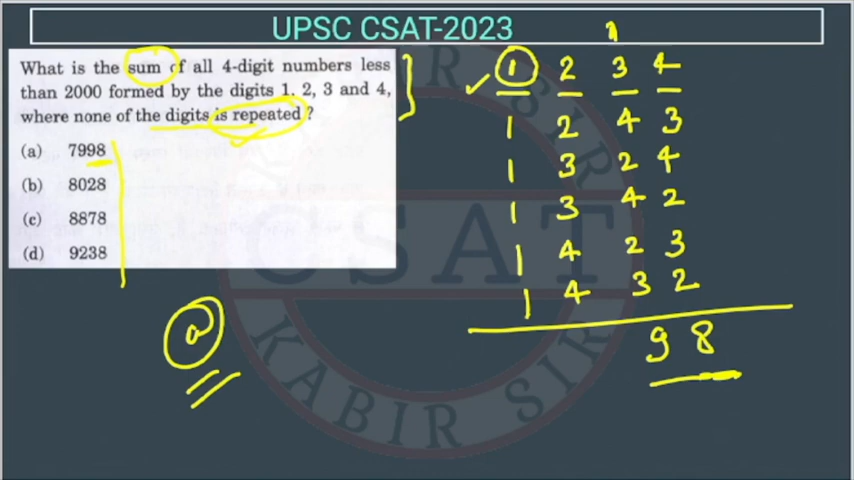 UPSC CSAT-2023
What is the sum of all 4-digit numbers less
than 2000 formed by the digits 1. 2, 3 and 4,
where none of the digits is repeated ?
(a) 7998
(b) 8028
(c) 8878
(d) 9238
a
1
1 2 3 4
1 2 4 3
1 3 2 4
1 3 4 2
1 4 2 3
1 4 3 2
9 8
CSAT
KABIR SIR